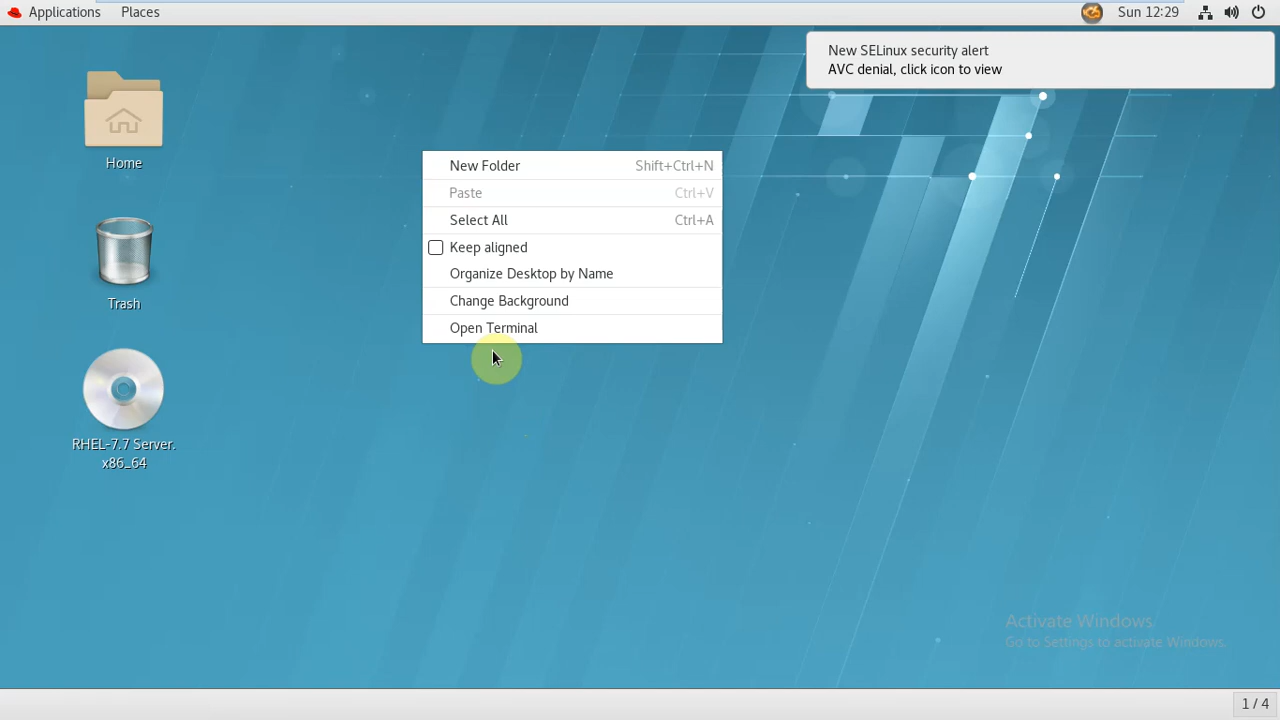 Applications Places Sun 12:29
New SELinux security alert
AVC denial, click icon to view
Home
Trash
RHEL-7.7 Server.
x86_64
New Folder Shift+Ctrl+N
Paste Ctrl+V
Select All Ctrl+A
Keep aligned
Organize Desktop by Name
Change Background
Open Terminal
Activate Windows
Go to Settings to activate Windows.
1 / 4